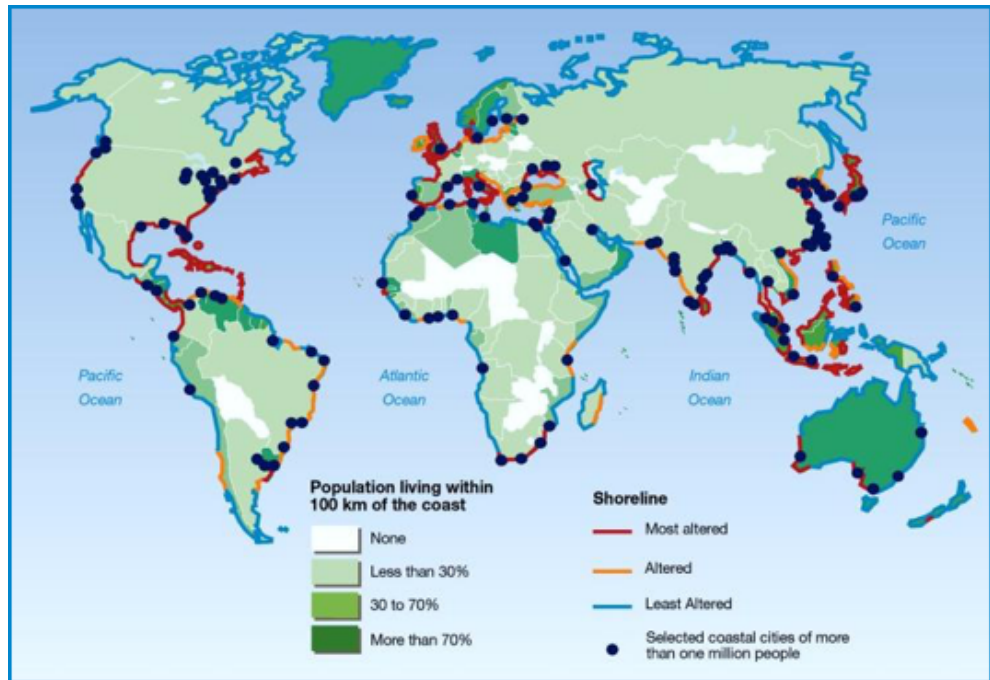 Pacific
Ocean
Pacific
Ocean
Atlantic
Ocean
Indian
Ocean
Population living within
100 km of the coast
None
Less than 30%
30 to 70%
More than 70%
Shoreline
Most altered
Altered
Least Altered
Selected coastal cities of more
than one million people